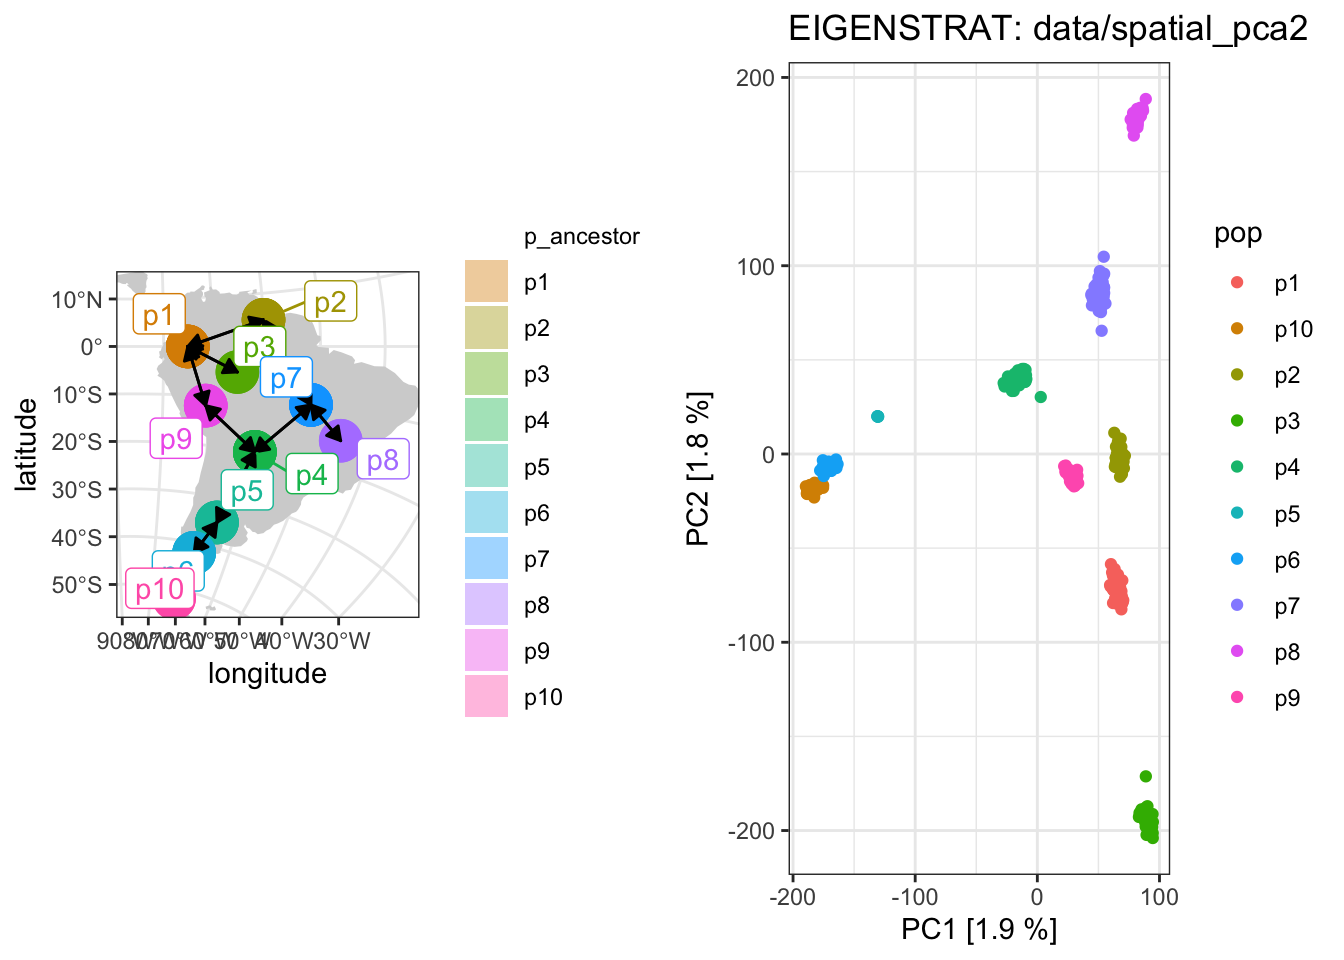 EIGENSTRAT: data/spatial_pca2
latitude
10°N
0°
10°S
20°S
30°S
40°S
50°S
p1
p2
p3
p7
p9
p8
p4
p5
p10
40°W
30°W
longitude
p_ancestor
p1
p2
p3
p4
p5
p6
p7
p8
p9
p10
PC2 [1.8 %]
200
100
0
-100
-200
-200
-100
0
100
PC1 [1.9 %]
pop
p1
p10
p2
p3
p4
p5
p6
p7
p8
p9